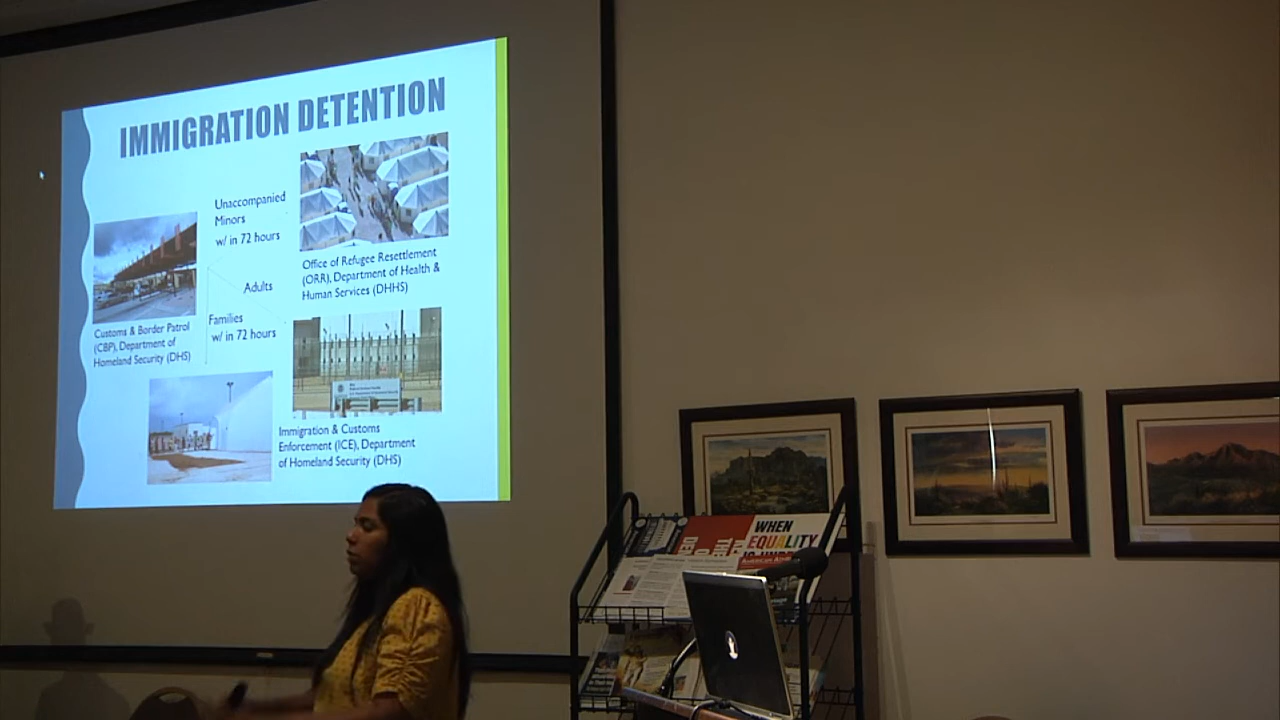 IMMIGRATION DETENTION
Unaccompanied
Minors
w/ in 72 hours
Adults
Families
w/ in 72 hours
Customs & Border Patrol
(CBP), Department of
Homeland Security (DHS)
Office of Refugee Resettlement
(ORR), Department of Health &
Human Services (DHHS)
Immigration & Customs
Enforcement (ICE), Department
of Homeland Security (DHS)
WHEN
EQUALITY